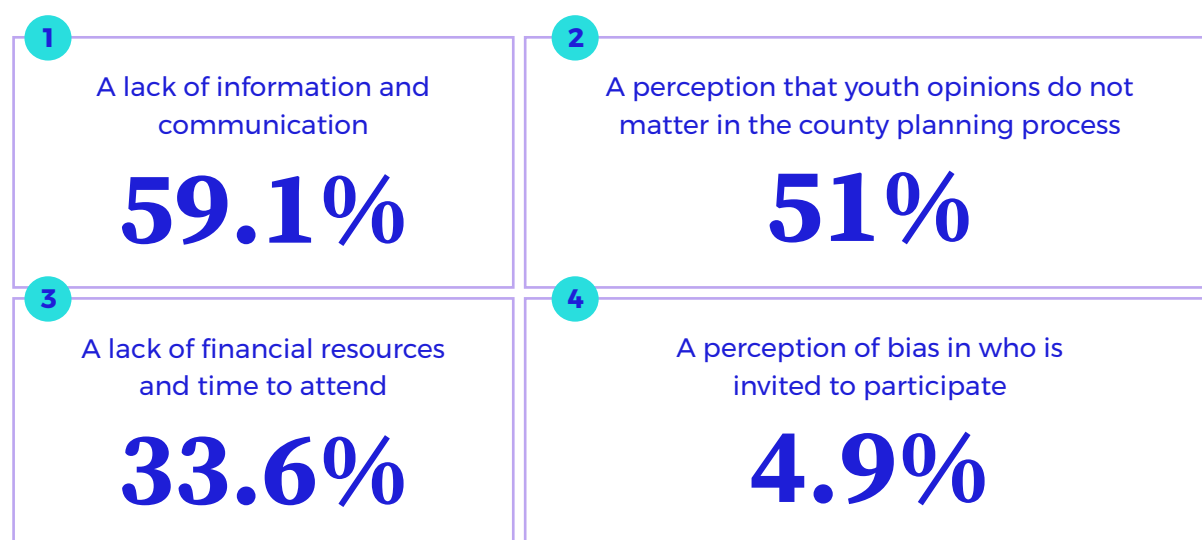 1
A lack of information and
communication
59.1%
2
A perception that youth opinions do not
matter in the county planning process
51%
3
A lack of financial resources
and time to attend
33.6%
4
A perception of bias in who is
invited to participate
4.9%